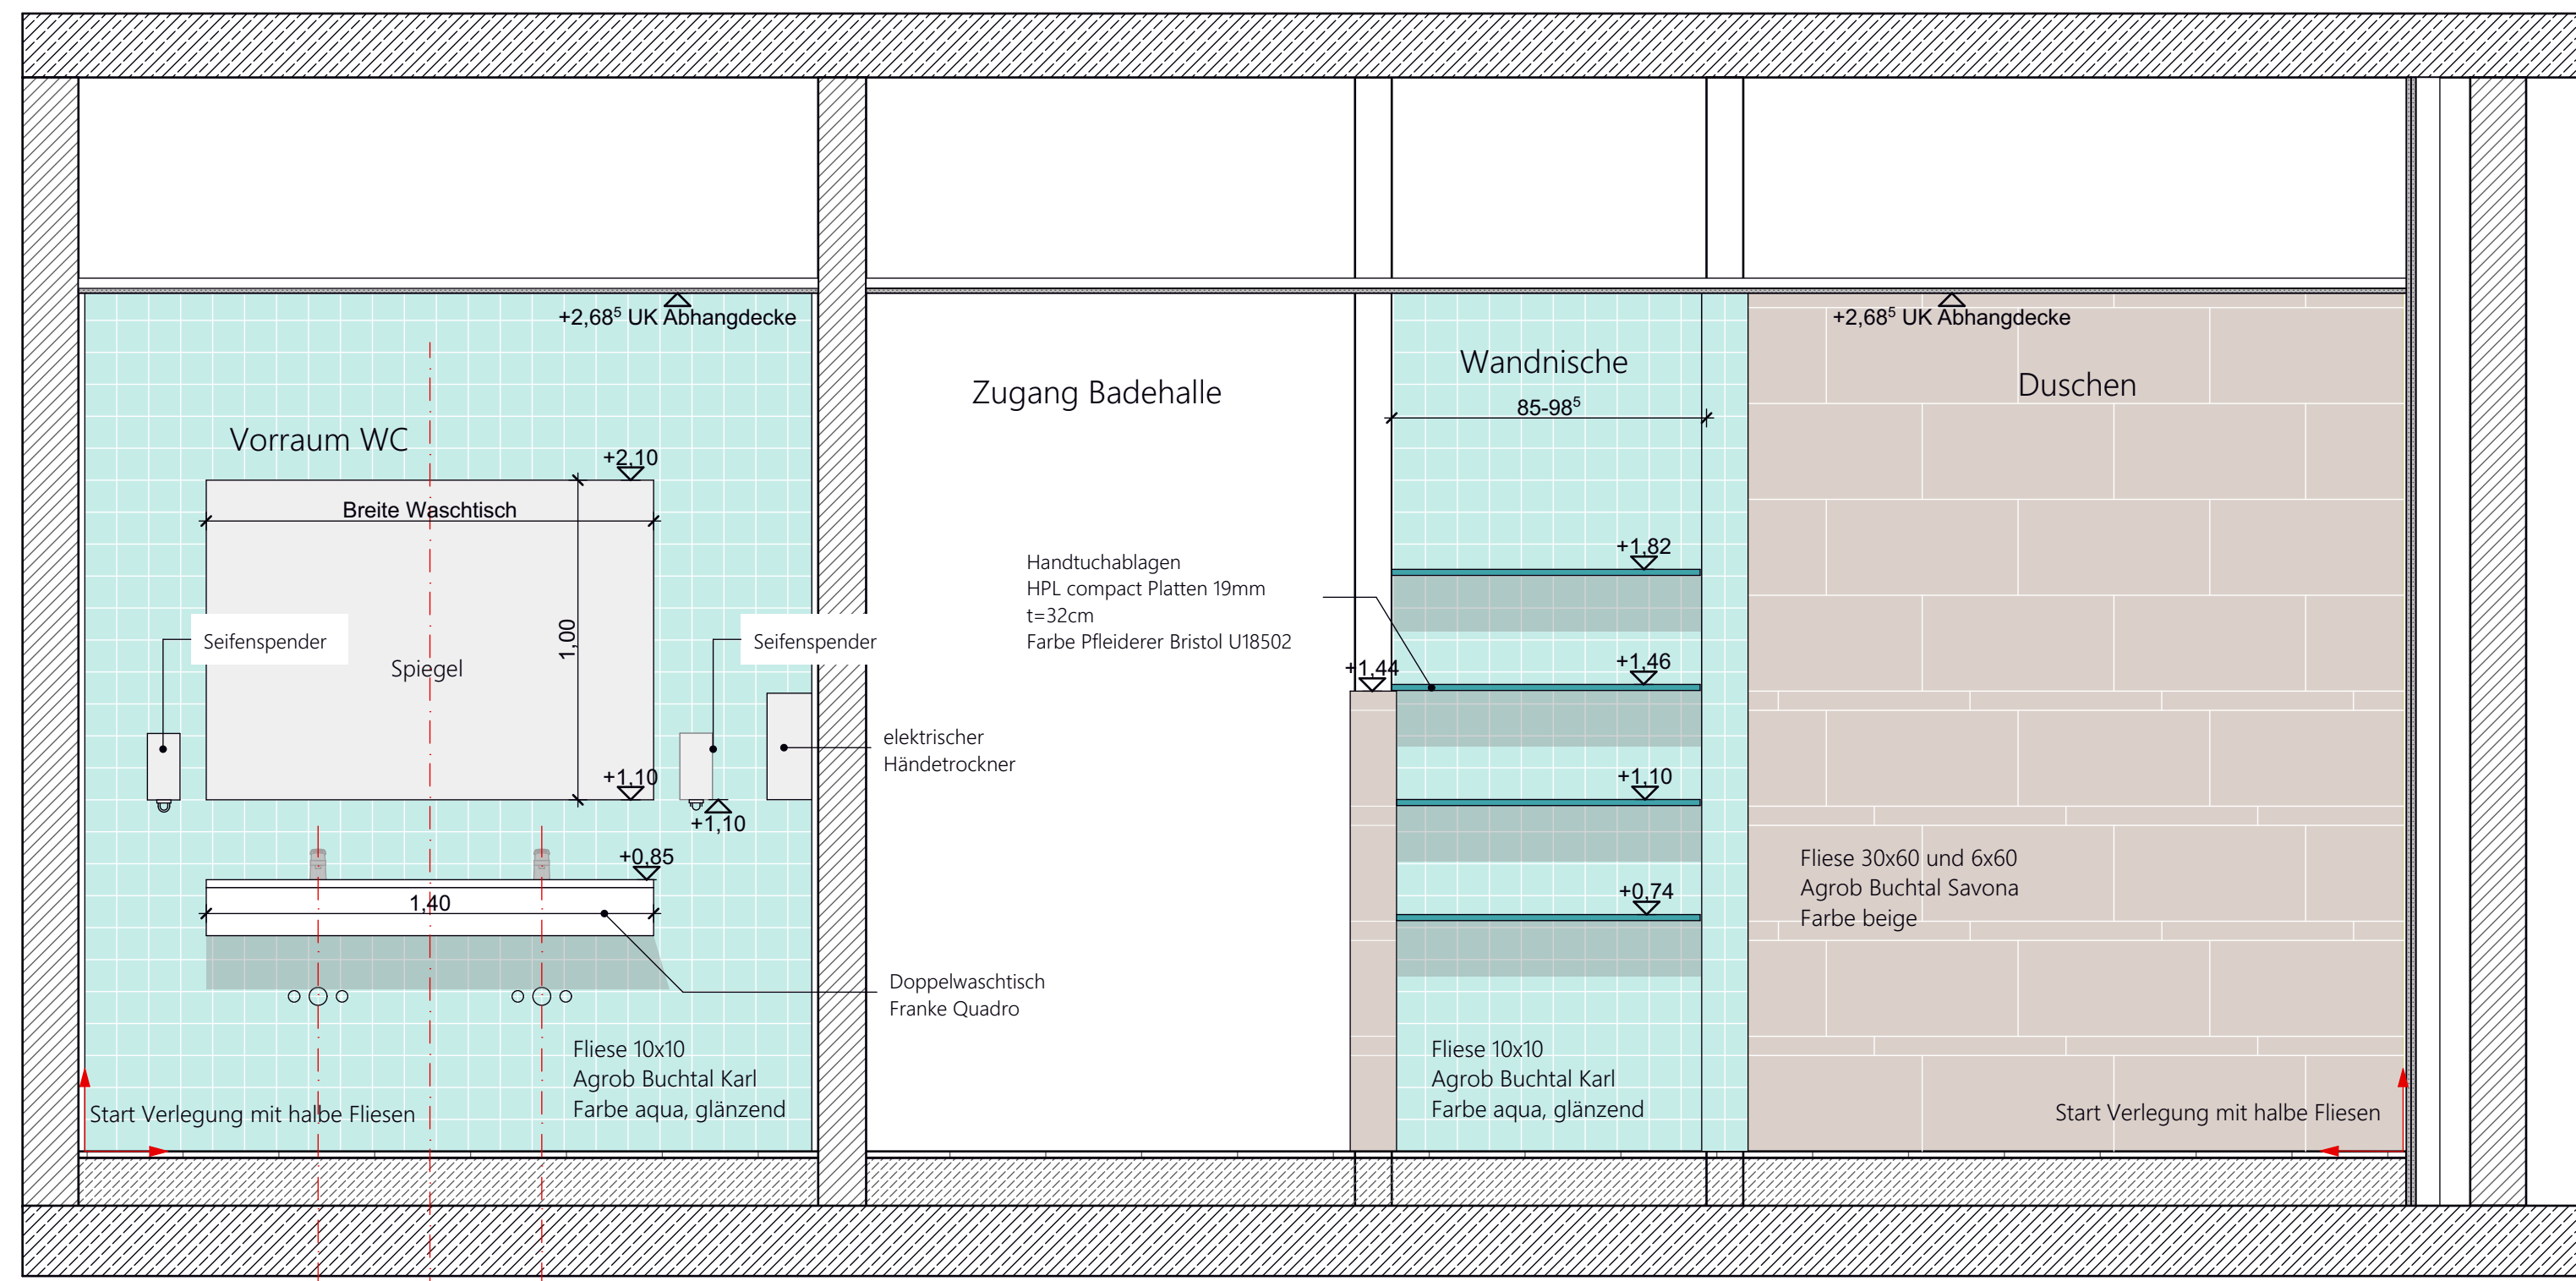 +2,68⁵ UK Abhangdecke
Vorraum WC
+2,10
Breite Waschtisch
1,00
Seifenspender
Spiegel
Seifenspender
+1,10
+1,10
+0,85
1,40
elektrischer
Händetrockner
Doppelwaschtisch
Franke Quadro
Fliese 10x10
Agrob Buchtal Karl
Farbe aqua, glänzend
Start Verlegung mit halbe Fliesen
Zugang Badehalle
Handtuchablagen
HPL compact Platten 19mm
t=32cm
Farbe Pfleiderer Bristol U18502
+1,44
Wandnische
85-98⁵
+1,82
+1,46
+1,10
+0,74
Fliese 10x10
Agrob Buchtal Karl
Farbe aqua, glänzend
+2,68⁵ UK Abhangdecke
Duschen
Fliese 30x60 und 6x60
Agrob Buchtal Savona
Farbe beige
Start Verlegung mit halbe Fliesen